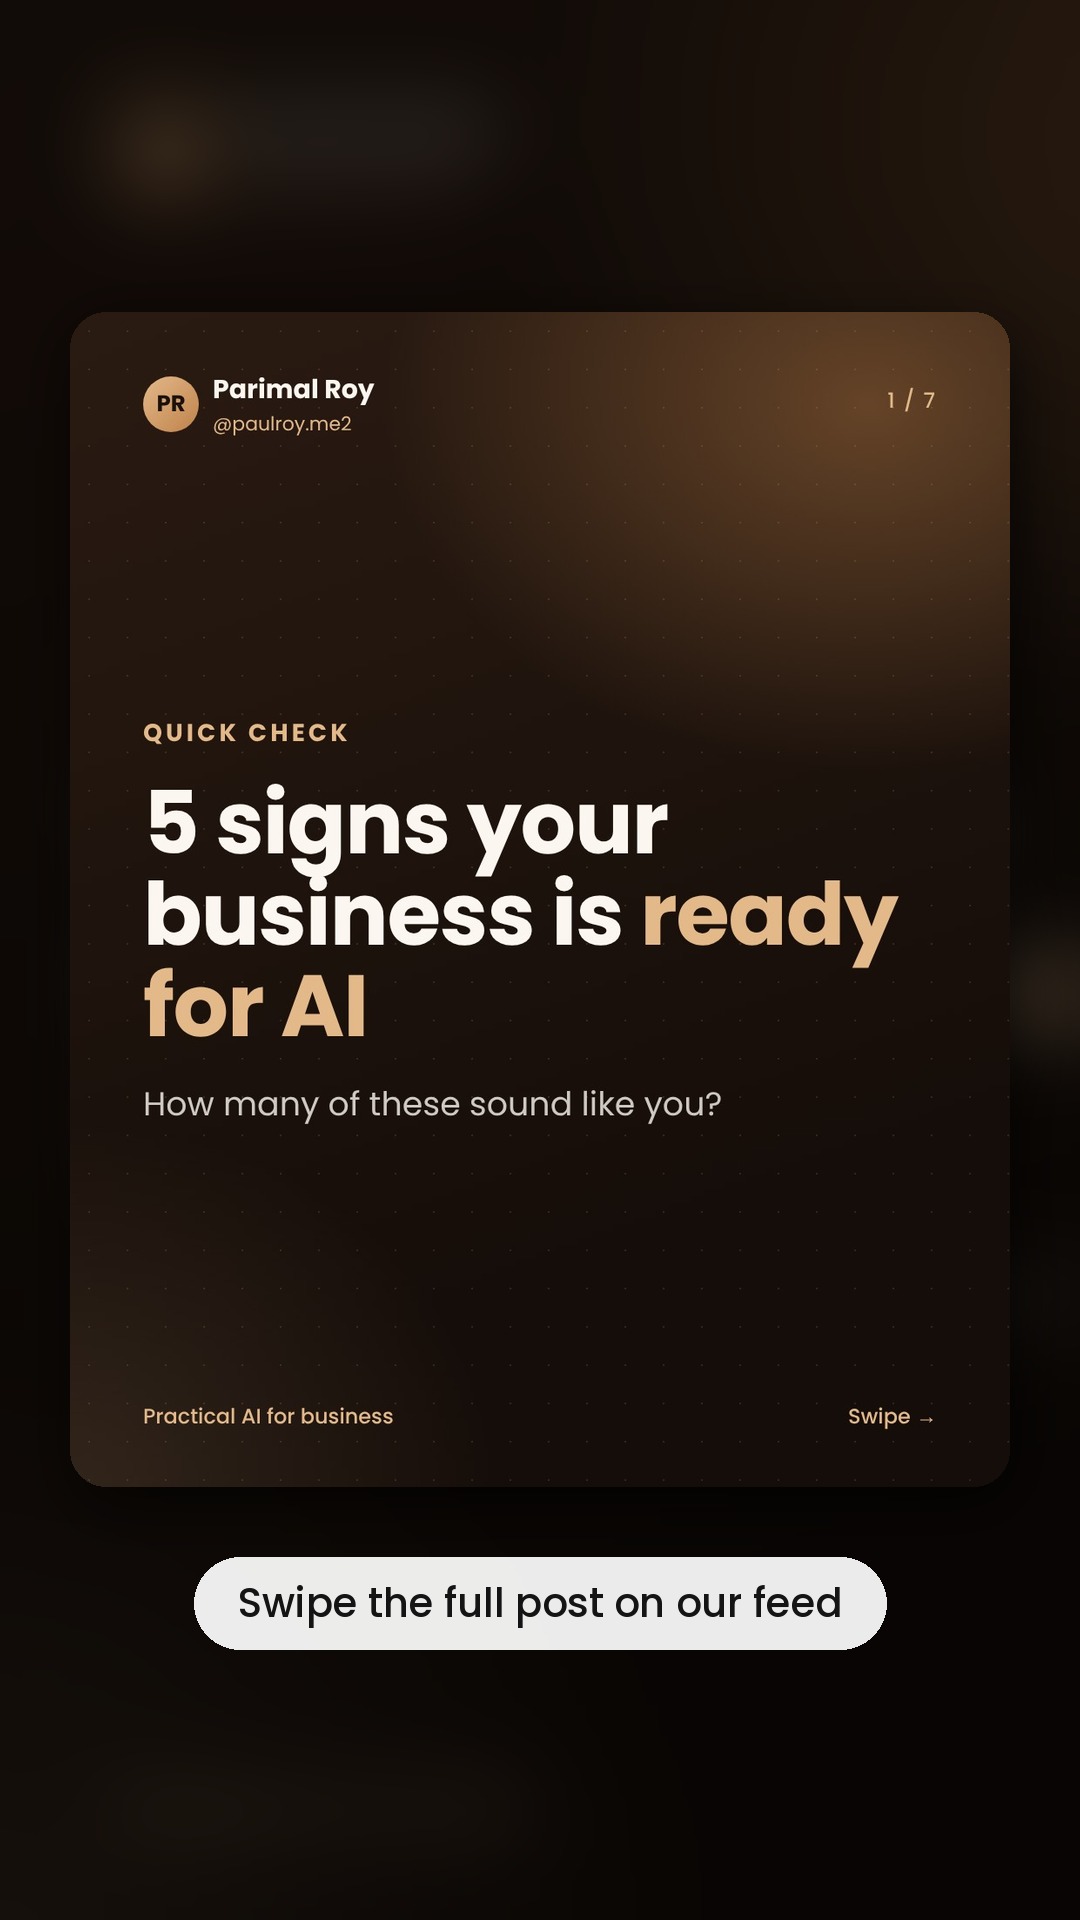 PR
Parimal Roy
@paulroy.me2
1 / 7
QUICK CHECK
5 signs your
business is ready
for AI
How many of these sound like you?
Practical AI for business
Swipe →
Swipe the full post on our feed